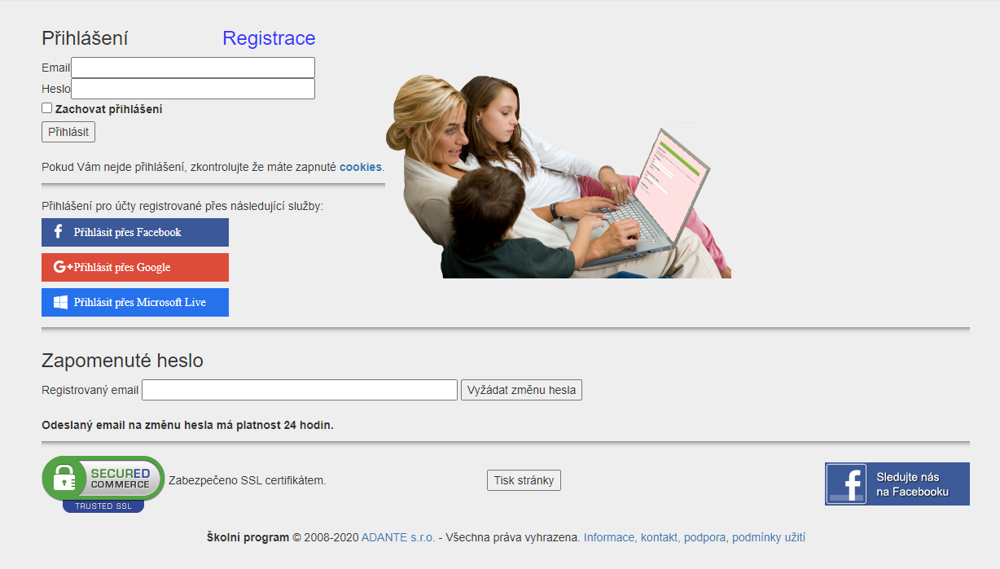 Přihlášení Registrace
Email
Heslo
Zachovat přihlášení
Přihlásit
Pokud Vám nejde přihlášení, zkontrolujte že máte zapnuté cookies.
Přihlášení pro účty registrované přes následující služby:
Přihlásit přes Facebook
G+Přihlásit přes Google
Přihlásit přes Microsoft Live
Zapomenuté heslo
Registrovaný email Vyžádat změnu hesla
Odeslaný email na změnu hesla má platnost 24 hodin.
SECURED
COMMERCE
TRUSTED SSL
Zabezpečeno SSL certifikátem.
Tisk stránky
Sledujte nás
na Facebooku
Školní program © 2008-2020 ADANTE s.r.o. - Všechna práva vyhrazena. Informace, kontakt, podpora, podmínky užití